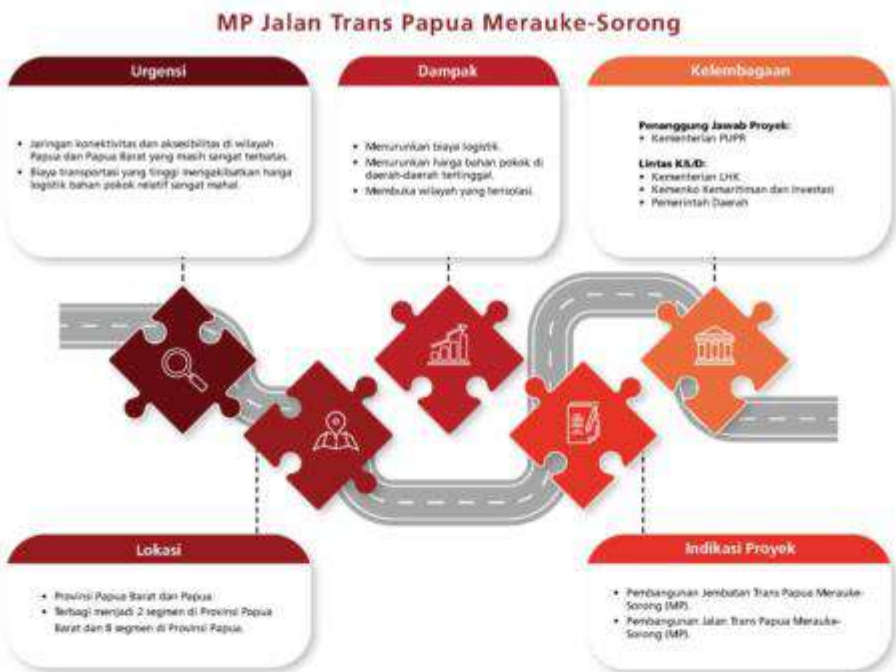 MP Jalan Trans Papua Merauke-Sorong
Urgensi
• Jaringan konektivitas dan aksesibilitas di wilayah
Papua dan Papua Barat yang masih sangat terbatas.
• Biaya transportasi yang tinggi mengakibatkan harga
logistik bahan pokok relatif sangat mahal.
Dampak
• Menurunkan biaya logistik.
• Menurunkan harga bahan pokok di
daerah-daerah tertinggal.
• Membuka wilayah yang terisolasi.
Kelembagaan
Penanggung Jawab Proyek:
• Kementerian PUPR
Lintas K/L/D:
• Kementerian LHK
• Kemenko Kemaritiman dan Investasi
• Pemerintah Daerah
Lokasi
• Provinsi Papua Barat dan Papua.
• Terbagi menjadi 2 segmen di Provinsi Papua
Barat dan 8 segmen di Provinsi Papua.
Indikasi Proyek
• Pembangunan Jembatan Trans Papua Merauke-
Sorong (MP).
• Pembangunan Jalan Trans Papua Merauke-
Sorong (MP).